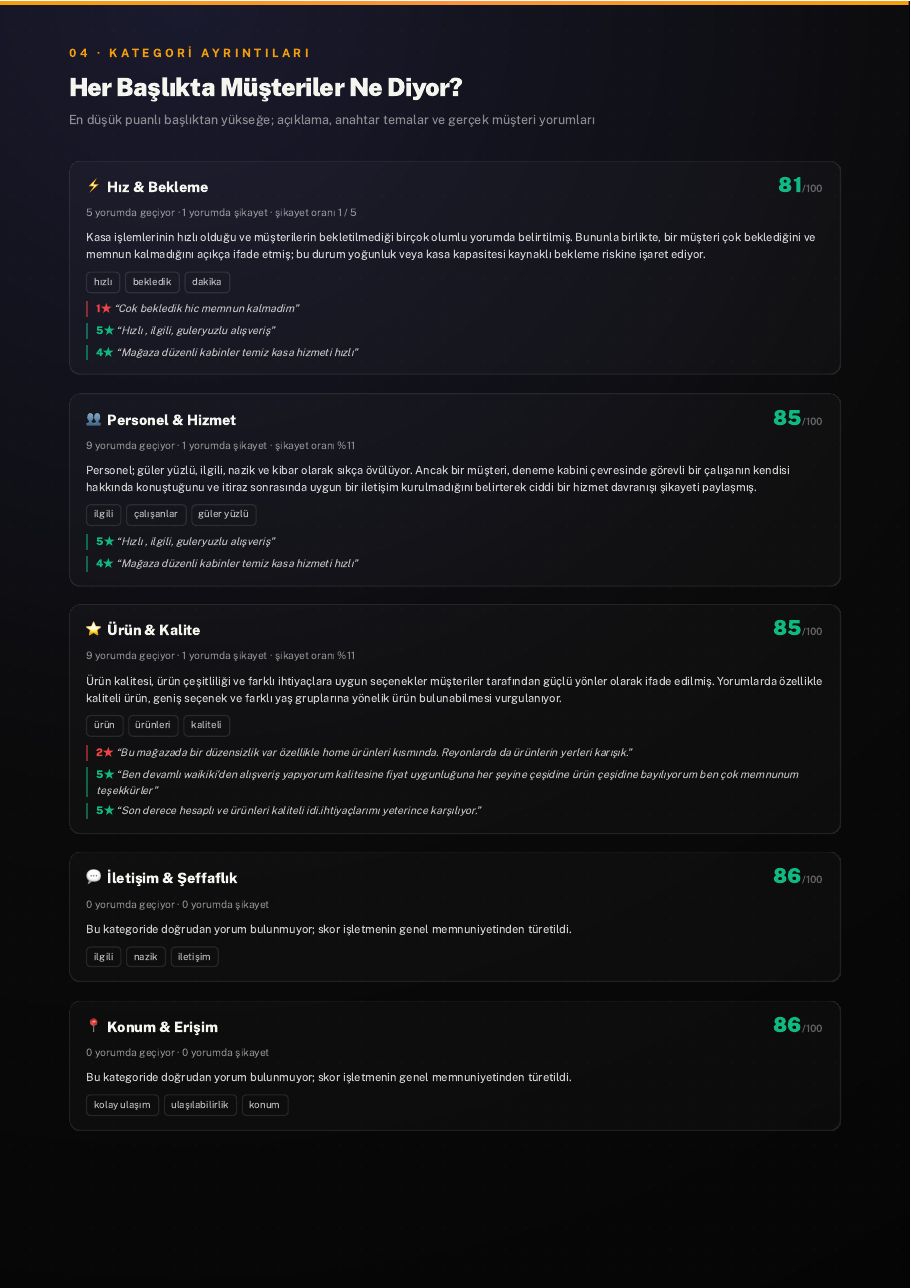 04 · KATEGORİ AYRINTILARI
Her Başlıkta Müşteriler Ne Diyor?
En düşük puanlı başlıktan yükseğe; açıklama, anahtar temalar ve gerçek müşteri yorumları
Hız & Bekleme
81/100
5 yorumda geçiyor · 1 yorumda şikayet · şikayet oranı 1 / 5
Kasa işlemlerinin hızlı olduğu ve müşterilerin bekletilmediği birçok olumlu yorumda belirtilmiş. Bununla birlikte, bir müşteri çok beklediğini ve
memnun kalmadığını açıkça ifade etmiş; bu durum yoğunluk veya kasa kapasitesi kaynaklı bekleme riskine işaret ediyor.
hızlı bekledik dakika
1★ “Cok bekledik hic memnun kalmadim”
5★ “Hızlı , ilgili, guleryuzlu alışveriş”
4★ “Mağaza düzenli kabinler temiz kasa hizmeti hızlı”
Personel & Hizmet
85/100
9 yorumda geçiyor · 1 yorumda şikayet · şikayet oranı %11
Personel; güler yüzlü, ilgili, nazik ve kibar olarak sıkça övülüyor. Ancak bir müşteri, deneme kabini çevresinde görevli bir çalışanın kendisi
hakkında konuştuğunu ve itiraz sonrasında uygun bir iletişim kurulmadığını belirterek ciddi bir hizmet davranışı şikayeti paylaşmış.
ilgili çalışanlar güler yüzlü
5★ “Hızlı , ilgili, guleryuzlu alışveriş”
4★ “Mağaza düzenli kabinler temiz kasa hizmeti hızlı”
Ürün & Kalite
85/100
9 yorumda geçiyor · 1 yorumda şikayet · şikayet oranı %11
Ürün kalitesi, ürün çeşitliliği ve farklı ihtiyaçlara uygun seçenekler müşteriler tarafından güçlü yönler olarak ifade edilmiş. Yorumlarda özellikle
kaliteli ürün, geniş seçenek ve farklı yaş gruplarına yönelik ürün bulunabilmesi vurgulanıyor.
ürün ürünleri kaliteli
2★ “Bu mağazada bir düzensizlik var özellikle home ürünleri kısmında. Reyonlarda da ürünlerin yerleri karışık.”
5★ “Ben devamlı waikiki'den alışveriş yapıyorum kalitesine fiyat uygunluğuna her şeyine çeşidine ürün çeşidine bayılıyorum ben çok memnunum
teşekkürler”
5★ “Son derece hesaplı ve ürünleri kaliteli idi.ihtiyaçlarımı yeterince karşılıyor.”
İletişim & Şeffaflık
86/100
0 yorumda geçiyor · 0 yorumda şikayet
Bu kategoride doğrudan yorum bulunmuyor; skor işletmenin genel memnuniyetinden türetildi.
ilgili nazik iletişim
Konum & Erişim
86/100
0 yorumda geçiyor · 0 yorumda şikayet
Bu kategoride doğrudan yorum bulunmuyor; skor işletmenin genel memnuniyetinden türetildi.
kolay ulaşım ulaşılabilirlik konum